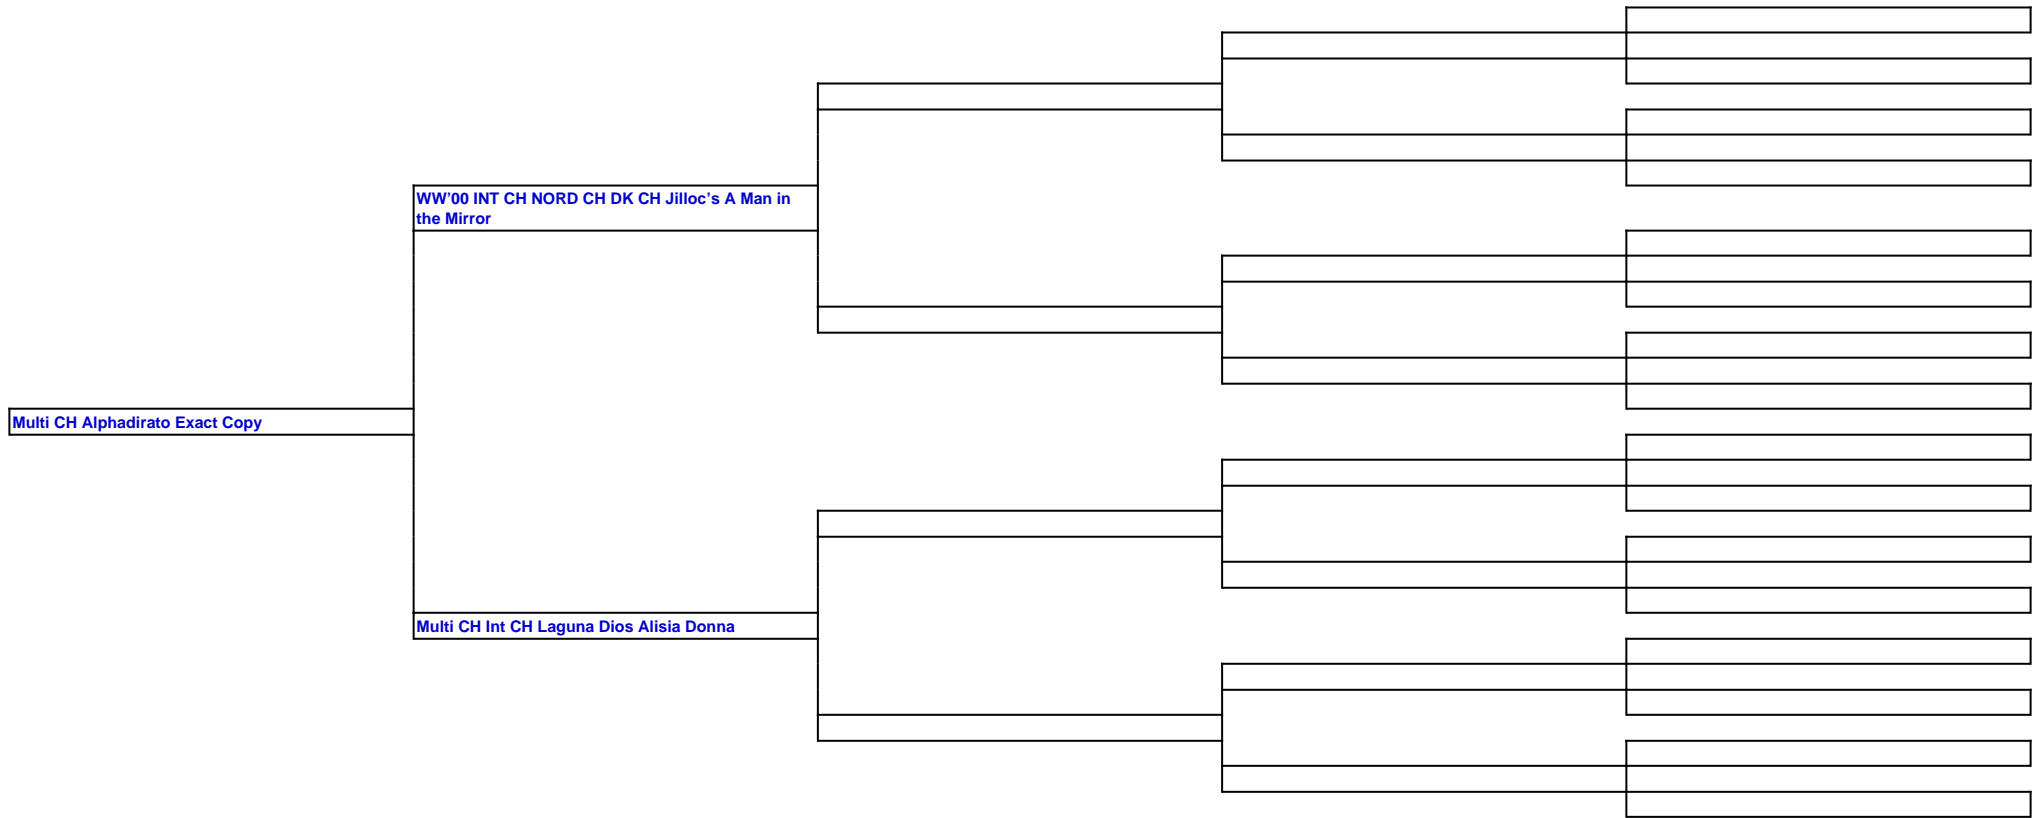 WW’00 INT CH NORD CH DK CH Jilloc’s A Man in
the Mirror
Multi CH Alphadirato Exact Copy
Multi CH Int CH Laguna Dios Alisia Donna